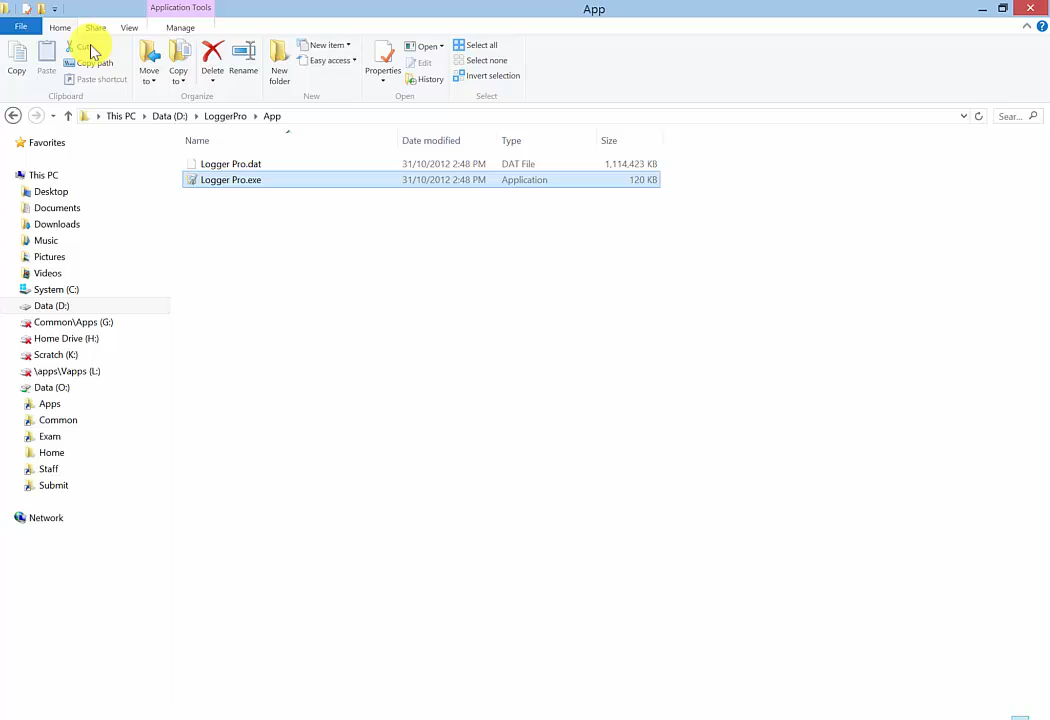 Application Tools
App
File
Home
Share
View
Manage
Copy
Paste
Cut
Copy path
Paste shortcut
Clipboard
Move to
Copy to
Delete
Rename
Organize
New folder
New item
Easy access
New
Properties
Open
Edit
History
Open
Select all
Select none
Invert selection
Select
This PC
Data (D:)
LoggerPro
App
Sear...
Name
Date modified
Type
Size
Logger Pro.dat 31/10/2012 2:48 PM DAT File 1,114,423 KB
Logger Pro.exe 31/10/2012 2:48 PM Application 120 KB
Favorites
This PC
Desktop
Documents
Downloads
Music
Pictures
Videos
System (C:)
Data (D:)
Common\Apps (G:)
Home Drive (H:)
Scratch (K:)
\apps\Vapps (L:)
Data (O:)
Apps
Common
Exam
Home
Staff
Submit
Network